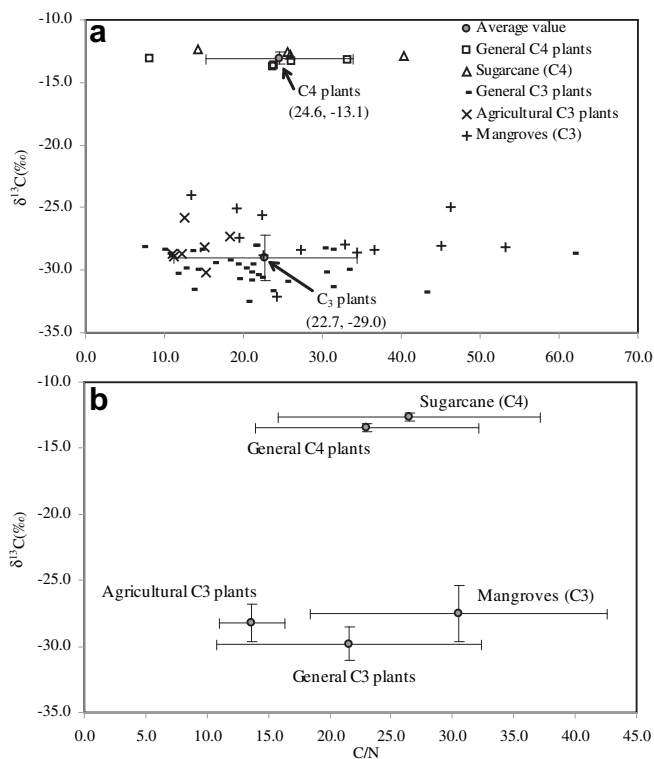 a
-10.0
-15.0
-20.0
-25.0
-30.0
-35.0
δ13C(‰)
Average value
General C4 plants
Sugarcane (C4)
General C3 plants
Agricultural C3 plants
Mangroves (C3)
C4 plants
(24.6, -13.1)
C3 plants
(22.7, -29.0)
0.0 10.0 20.0 30.0 40.0 50.0 60.0 70.0
b
-10.0
-15.0
-20.0
-25.0
-30.0
-35.0
δ13C(‰)
Sugarcane (C4)
General C4 plants
Agricultural C3 plants
Mangroves (C3)
General C3 plants
0.0 5.0 10.0 15.0 20.0 25.0 30.0 35.0 40.0 45.0
C/N